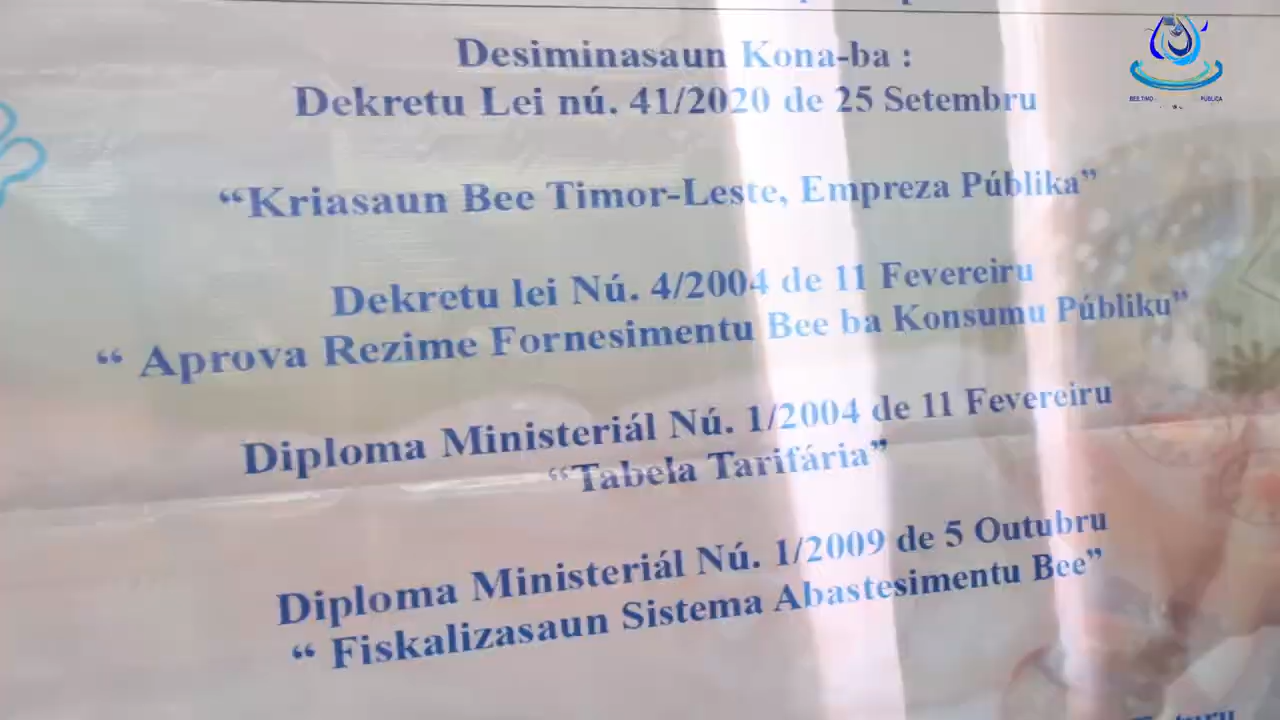 Desiminasaun Kona-ba :
Dekretu Lei nú. 41/2020 de 25 Setembru
“Kriasaun Bee Timor-Leste, Empreza Públika”
Dekretu lei Nú. 4/2004 de 11 Fevereiru
“ Aprova Rezime Fornesimentu Bee ba Konsumu Públiku”
Diploma Ministeriál Nú. 1/2004 de 11 Fevereiru
“Tabela Tarifária”
Diploma Ministeriál Nú. 1/2009 de 5 Outubru
“ Fiskalizasaun Sistema Abastesimentu Bee”